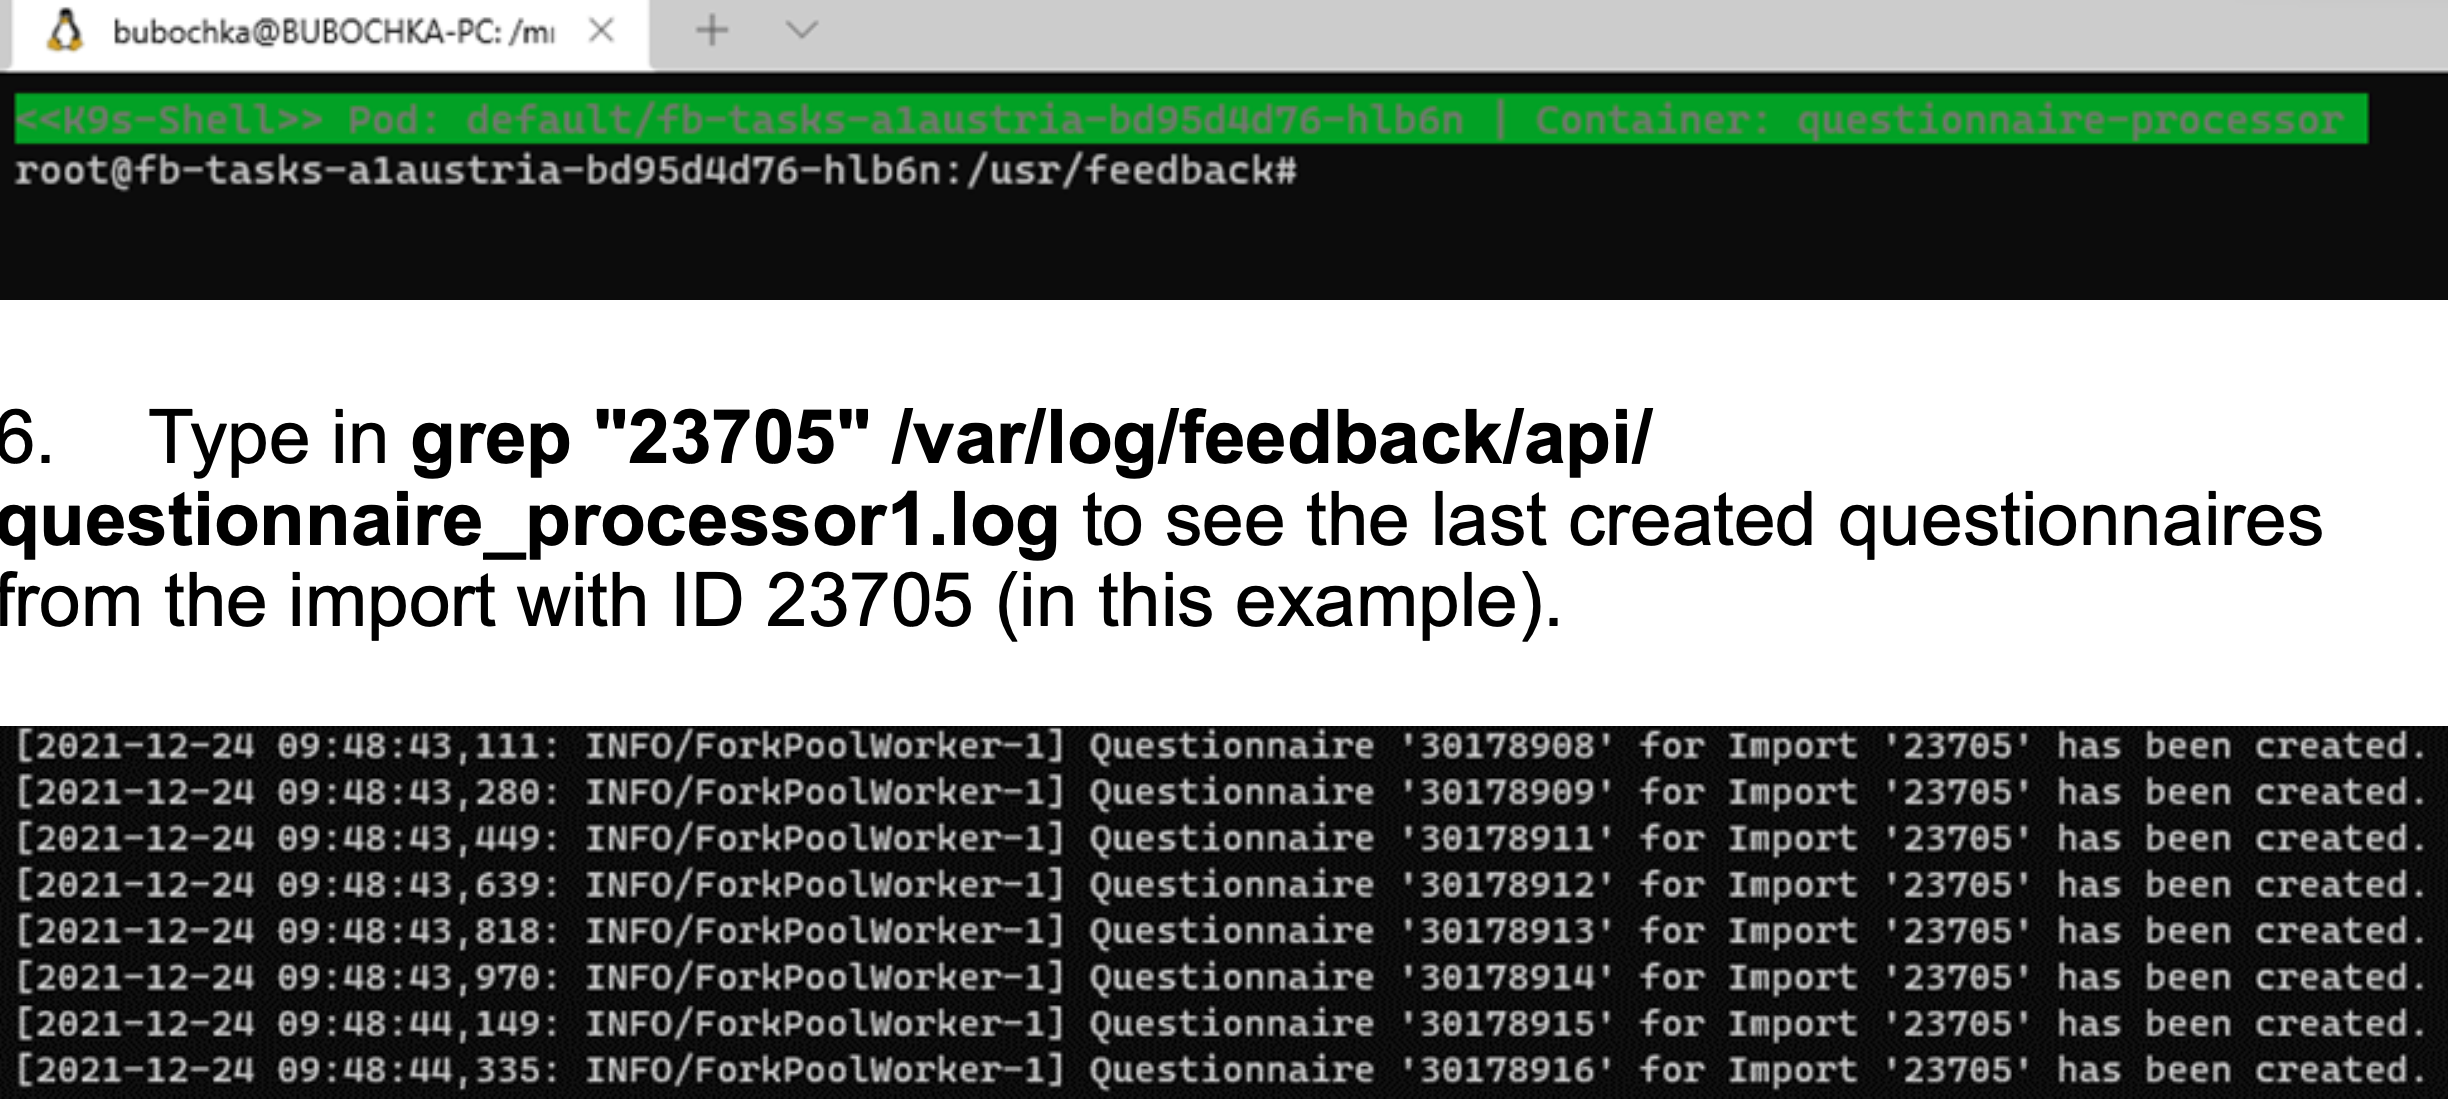 bubochka@BUBOCHKA-PC: /m
<<K9s-Shell>> Pod: default/fb-tasks-a1austria-bd95d4d76-hlb6n | Container: questionnaire-processor
root@fb-tasks-a1austria-bd95d4d76-hlb6n:/usr/feedback#
6. Type in grep "23705" /var/log/feedback/api/
questionnaire_processor1.log to see the last created questionnaires
from the import with ID 23705 (in this example).
[2021-12-24 09:48:43,111: INFO/ForkPoolWorker-1] Questionnaire '30178908' for Import '23705' has been created.
[2021-12-24 09:48:43,280: INFO/ForkPoolWorker-1] Questionnaire '30178909' for Import '23705' has been created.
[2021-12-24 09:48:43,449: INFO/ForkPoolWorker-1] Questionnaire '30178911' for Import '23705' has been created.
[2021-12-24 09:48:43,639: INFO/ForkPoolWorker-1] Questionnaire '30178912' for Import '23705' has been created.
[2021-12-24 09:48:43,818: INFO/ForkPoolWorker-1] Questionnaire '30178913' for Import '23705' has been created.
[2021-12-24 09:48:43,970: INFO/ForkPoolWorker-1] Questionnaire '30178914' for Import '23705' has been created.
[2021-12-24 09:48:44,149: INFO/ForkPoolWorker-1] Questionnaire '30178915' for Import '23705' has been created.
[2021-12-24 09:48:44,335: INFO/ForkPoolWorker-1] Questionnaire '30178916' for Import '23705' has been created.